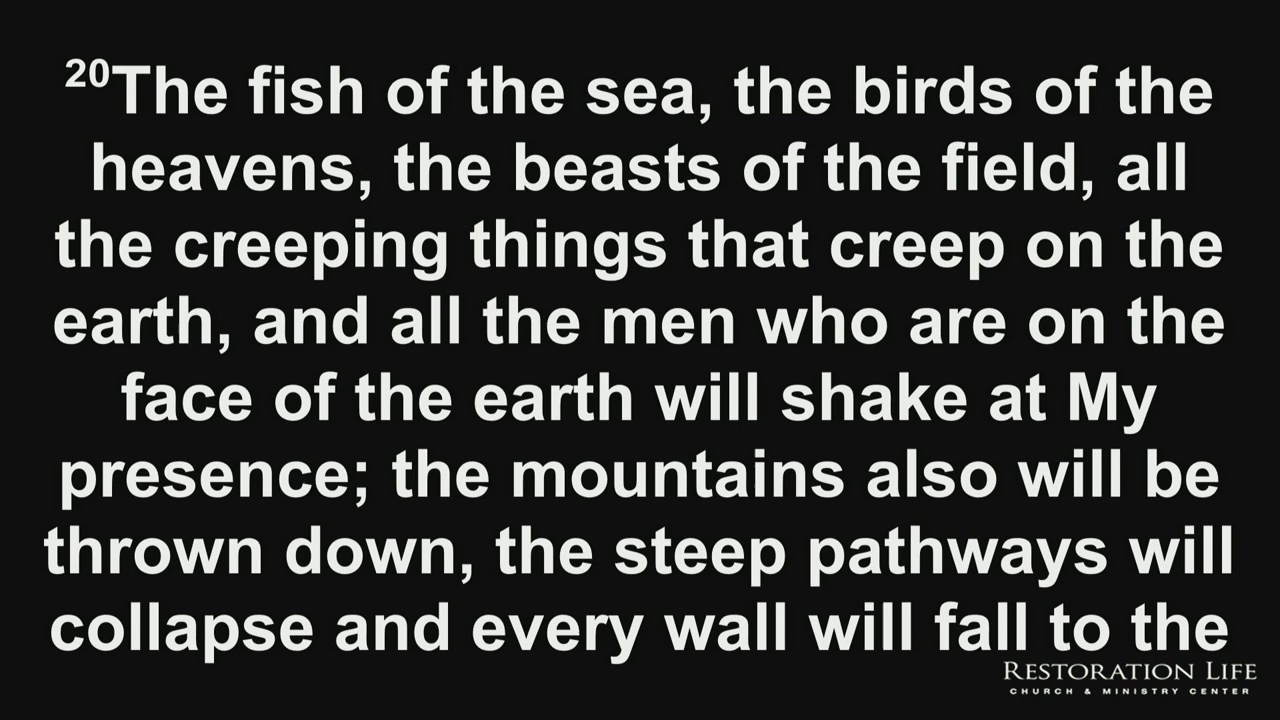 20The fish of the sea, the birds of the
heavens, the beasts of the field, all
the creeping things that creep on the
earth, and all the men who are on the
face of the earth will shake at My
presence; the mountains also will be
thrown down, the steep pathways will
collapse and every wall will fall to the
RESTORATION LIFE
CHURCH & MINISTRY CENTER